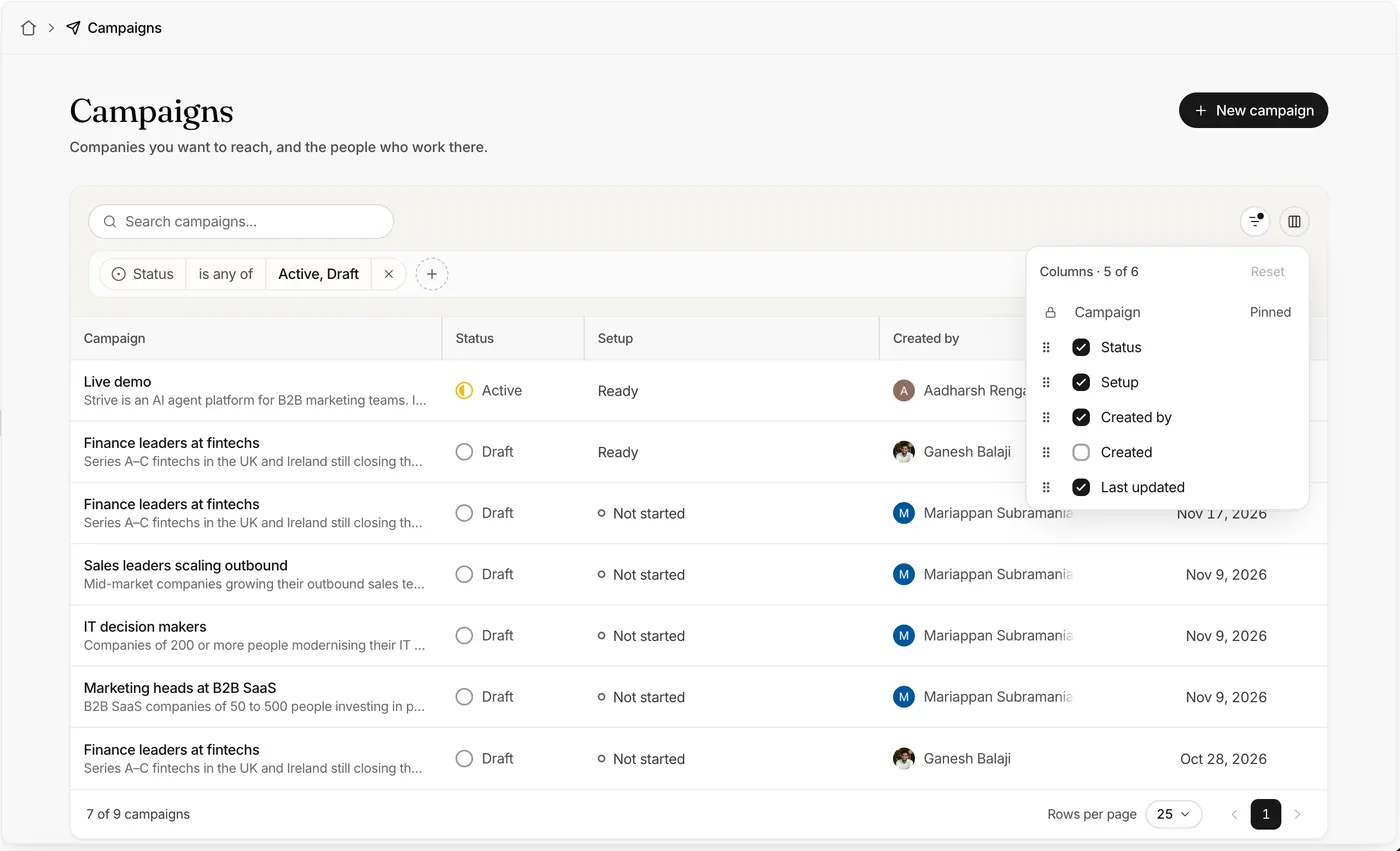 Campaigns
Campaigns
+ New campaign
Companies you want to reach, and the people who work there.
Search campaigns...
Status is any of Active, Draft
Columns · 5 of 6 Reset
Campaign Pinned
Status
Setup
Created by
Created
Last updated
Campaign Status Setup Created by
Live demo
Strive is an AI agent platform for B2B marketing teams. I...
Active Ready A Aadharsh Renga
Finance leaders at fintechs
Series A–C fintechs in the UK and Ireland still closing th...
Draft Ready Ganesh Balaji
Finance leaders at fintechs
Series A–C fintechs in the UK and Ireland still closing th...
Draft Not started M Mariappan Subramania Nov 17, 2026
Sales leaders scaling outbound
Mid-market companies growing their outbound sales te...
Draft Not started M Mariappan Subramania Nov 9, 2026
IT decision makers
Companies of 200 or more people modernising their IT ...
Draft Not started M Mariappan Subramania Nov 9, 2026
Marketing heads at B2B SaaS
B2B SaaS companies of 50 to 500 people investing in p...
Draft Not started M Mariappan Subramania Nov 9, 2026
Finance leaders at fintechs
Series A–C fintechs in the UK and Ireland still closing th...
Draft Not started Ganesh Balaji Oct 28, 2026
7 of 9 campaigns Rows per page 25 1